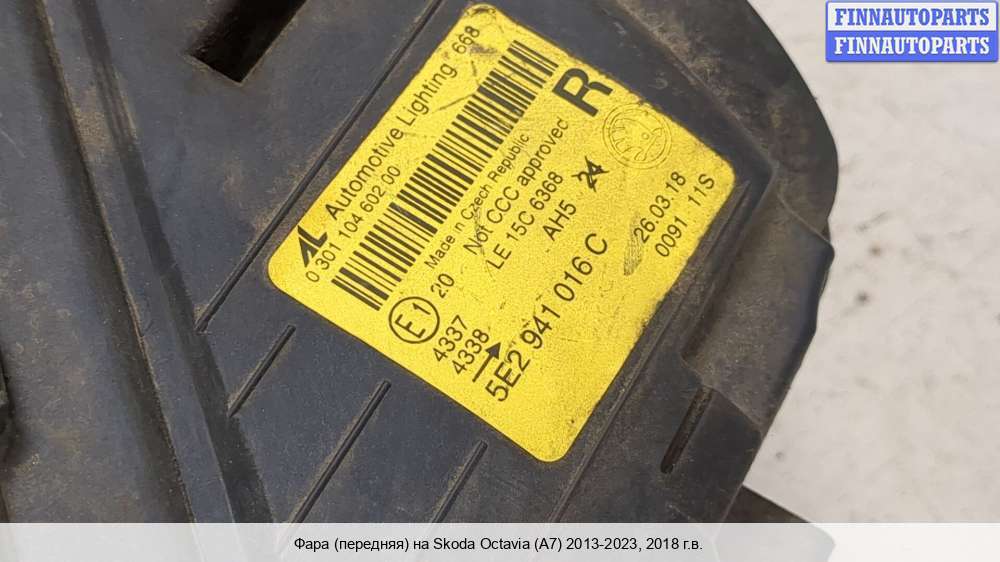 FINNAUTOPARTS
FINNAUTOPARTS
AL Automotive Lighting 668
0 301 104 602 00
R
Made in Czech Republic
Not CCC approved
LE 15C 6368
AH5 24
E1 20
4337
4338
5E2 941 016 C
26.03.18
0091 11S
Фара (передняя) на Skoda Octavia (A7) 2013-2023, 2018 г.в.